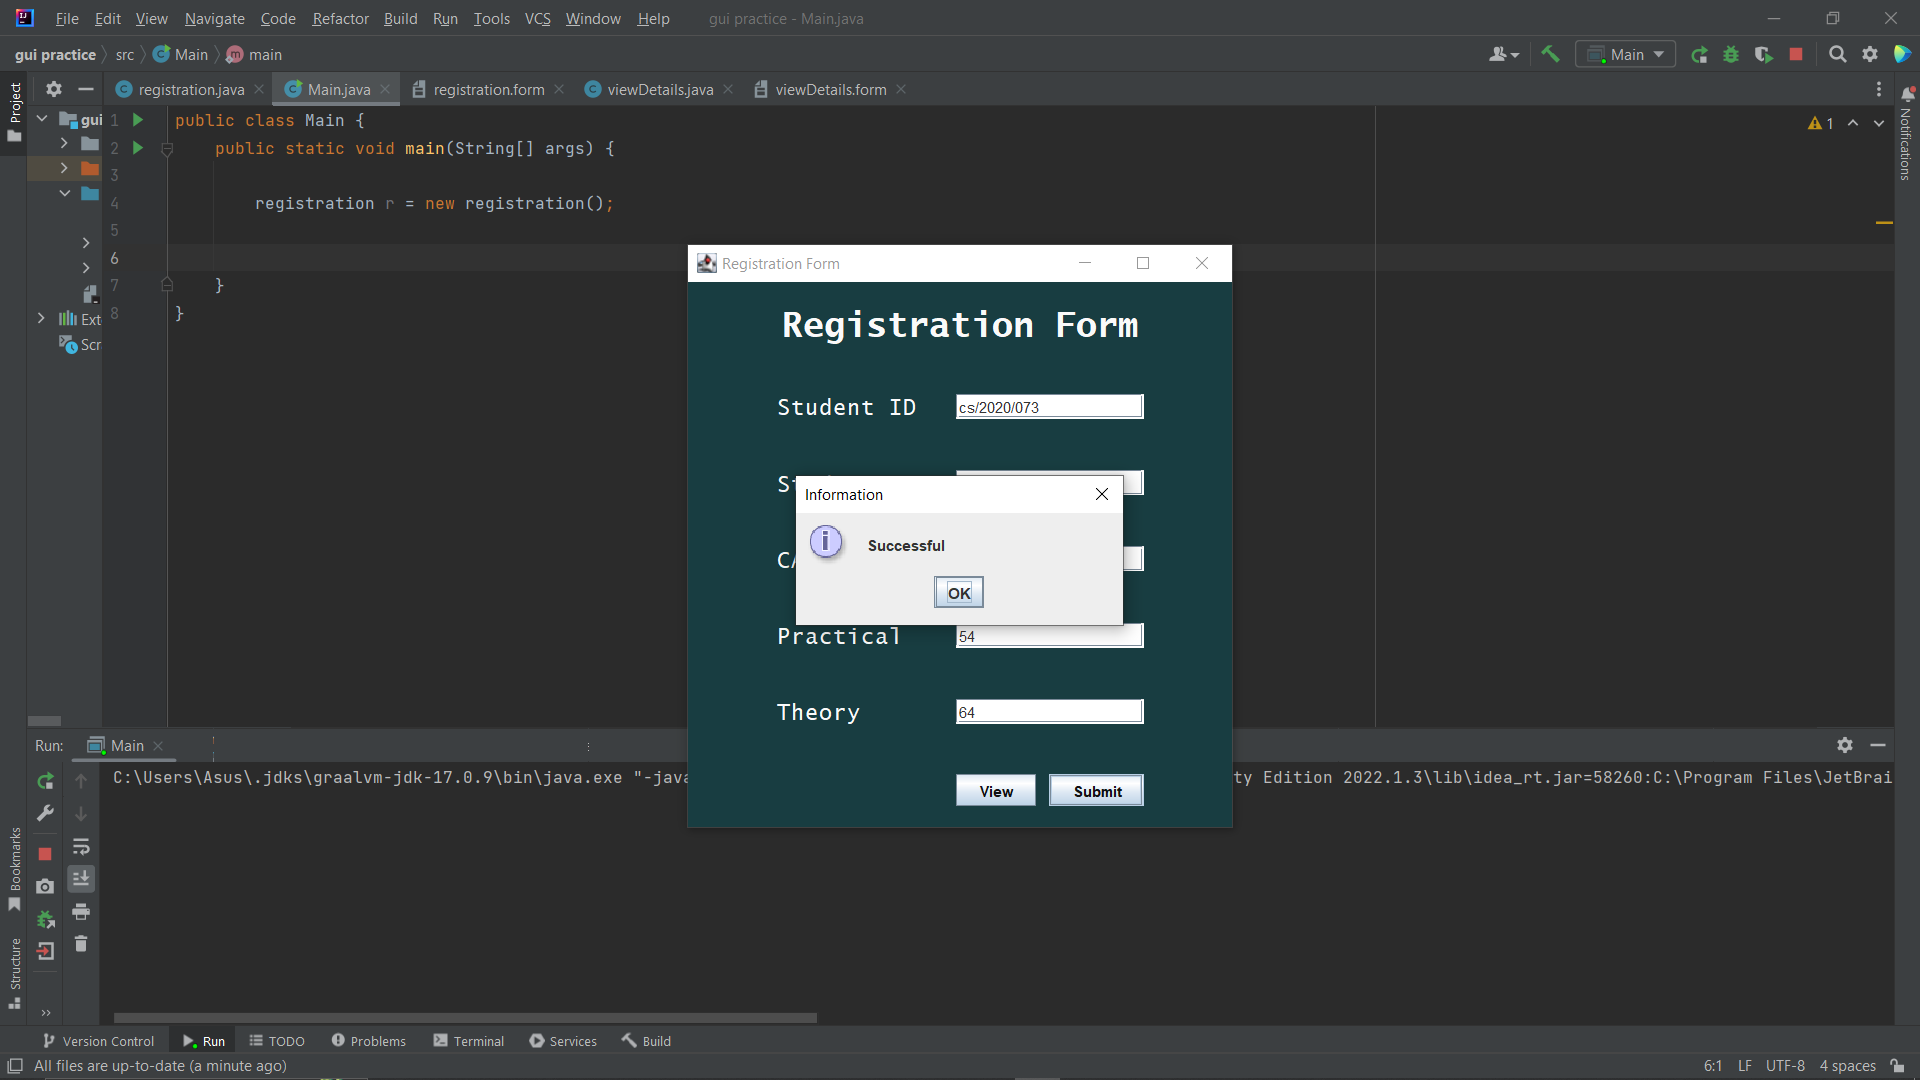 File Edit View Navigate Code Refactor Build Run Tools VCS Window Help gui practice - Main.java
gui practice src Main main
Main
Project
registration.java Main.java registration.form viewDetails.java viewDetails.form
Notifications
gui
Ext
Scr
1 public class Main {
2 public static void main(String[] args) {
3
4 registration r = new registration();
5
6
7 }
8 }
1
Registration Form
Registration Form
Student ID cs/2020/073
Information
Successful
OK
Practical 54
Theory 64
View Submit
Run: Main
C:\Users\Asus\.jdks\graalvm-jdk-17.0.9\bin\java.exe "-java
ty Edition 2022.1.3\lib\idea_rt.jar=58260:C:\Program Files\JetBrai
Bookmarks
Structure
Version Control Run TODO Problems Terminal Services Build
All files are up-to-date (a minute ago) 6:1 LF UTF-8 4 spaces